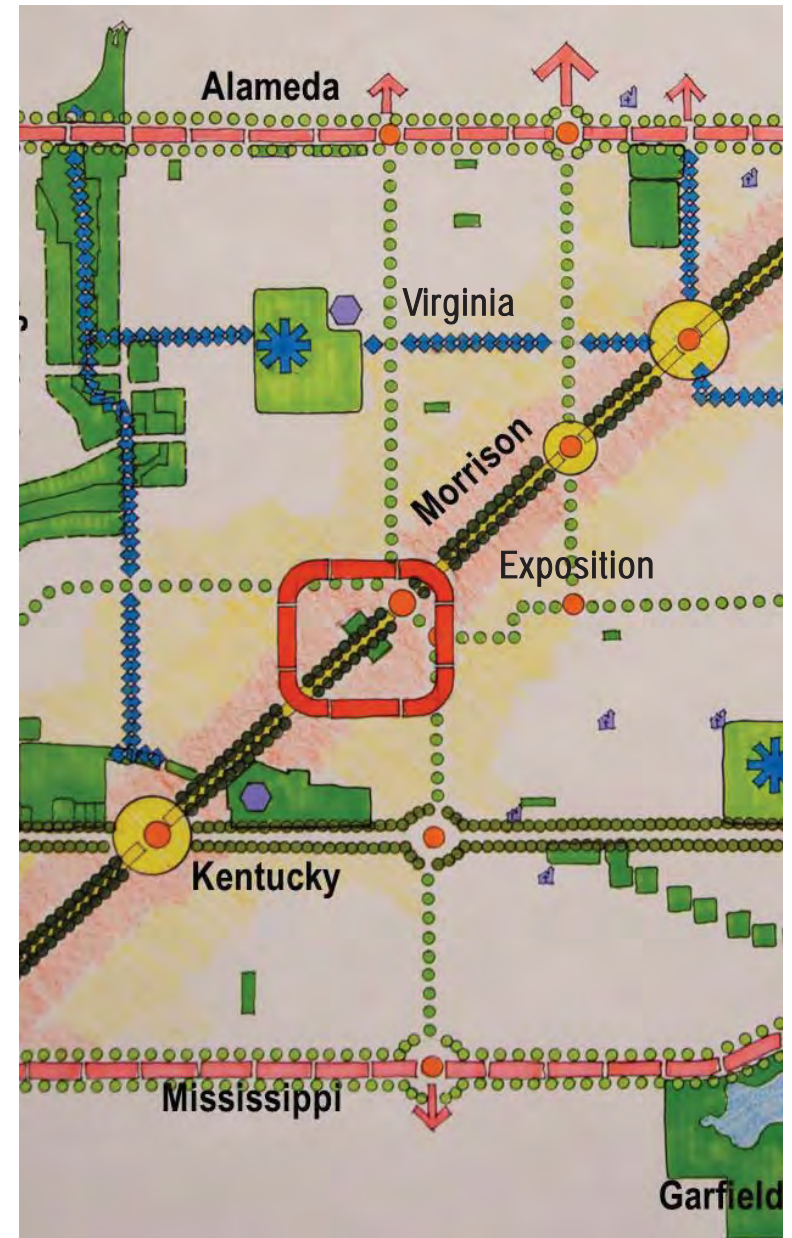 Alameda
Virginia
Morrison
Exposition
Kentucky
Mississippi
Garfield